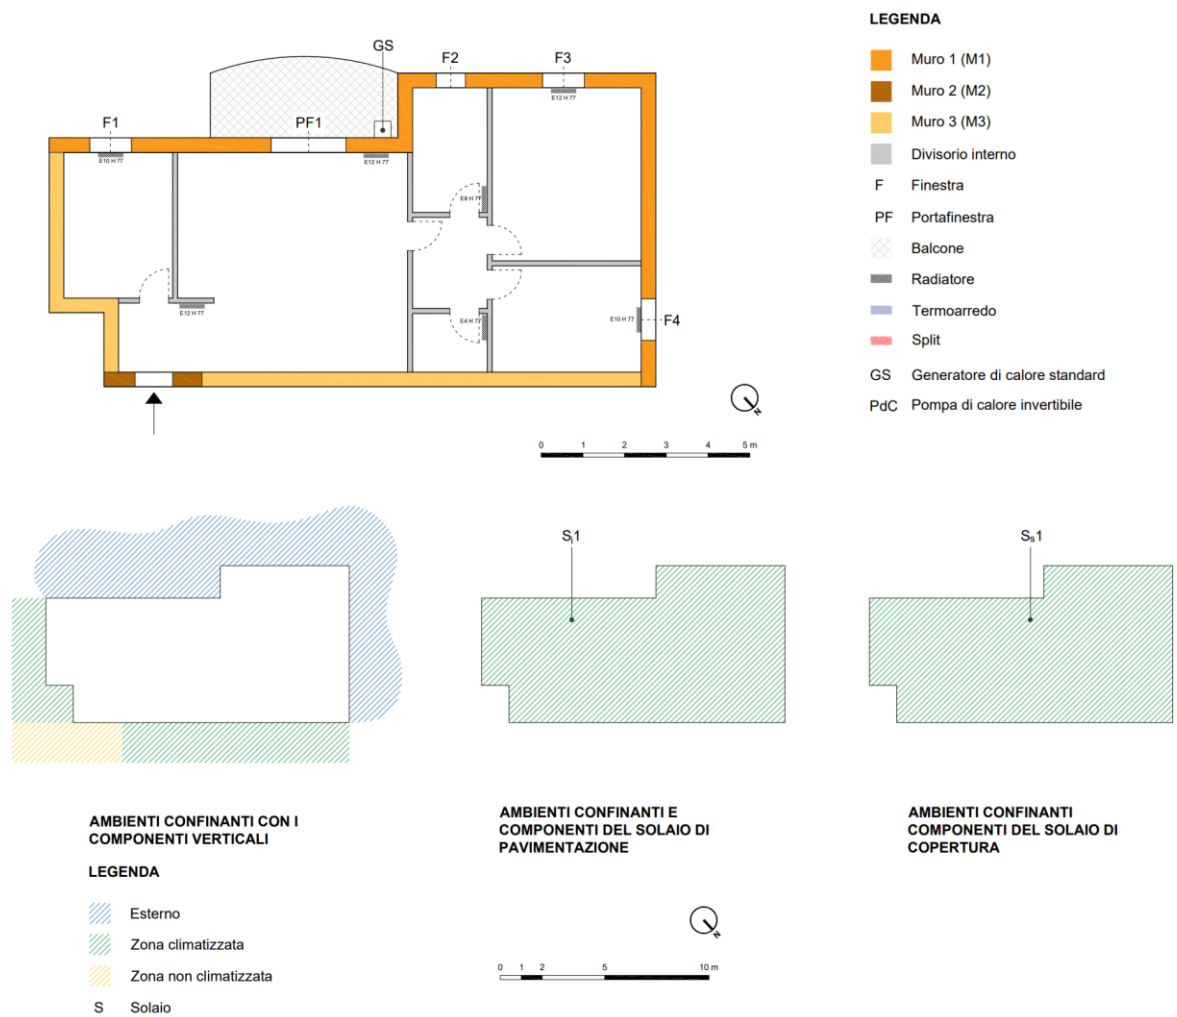 GS
F2
F3
E12 H 77
F1
PF1
E10 H 77
E12 H 77
E8 H 77
E12 H 77
E4 H 77
E10 H 77
F4
N
0 1 2 3 4 5 m
LEGENDA
Muro 1 (M1)
Muro 2 (M2)
Muro 3 (M3)
Divisorio interno
F Finestra
PF Portafinestra
Balcone
Radiatore
Termoarredo
Split
GS Generatore di calore standard
PdC Pompa di calore invertibile
Sᵢ1
Sₛ1
AMBIENTI CONFINANTI CON I
COMPONENTI VERTICALI
LEGENDA
Esterno
Zona climatizzata
Zona non climatizzata
S Solaio
AMBIENTI CONFINANTI E
COMPONENTI DEL SOLAIO DI
PAVIMENTAZIONE
N
0 1 2 5 10 m
AMBIENTI CONFINANTI
COMPONENTI DEL SOLAIO DI
COPERTURA